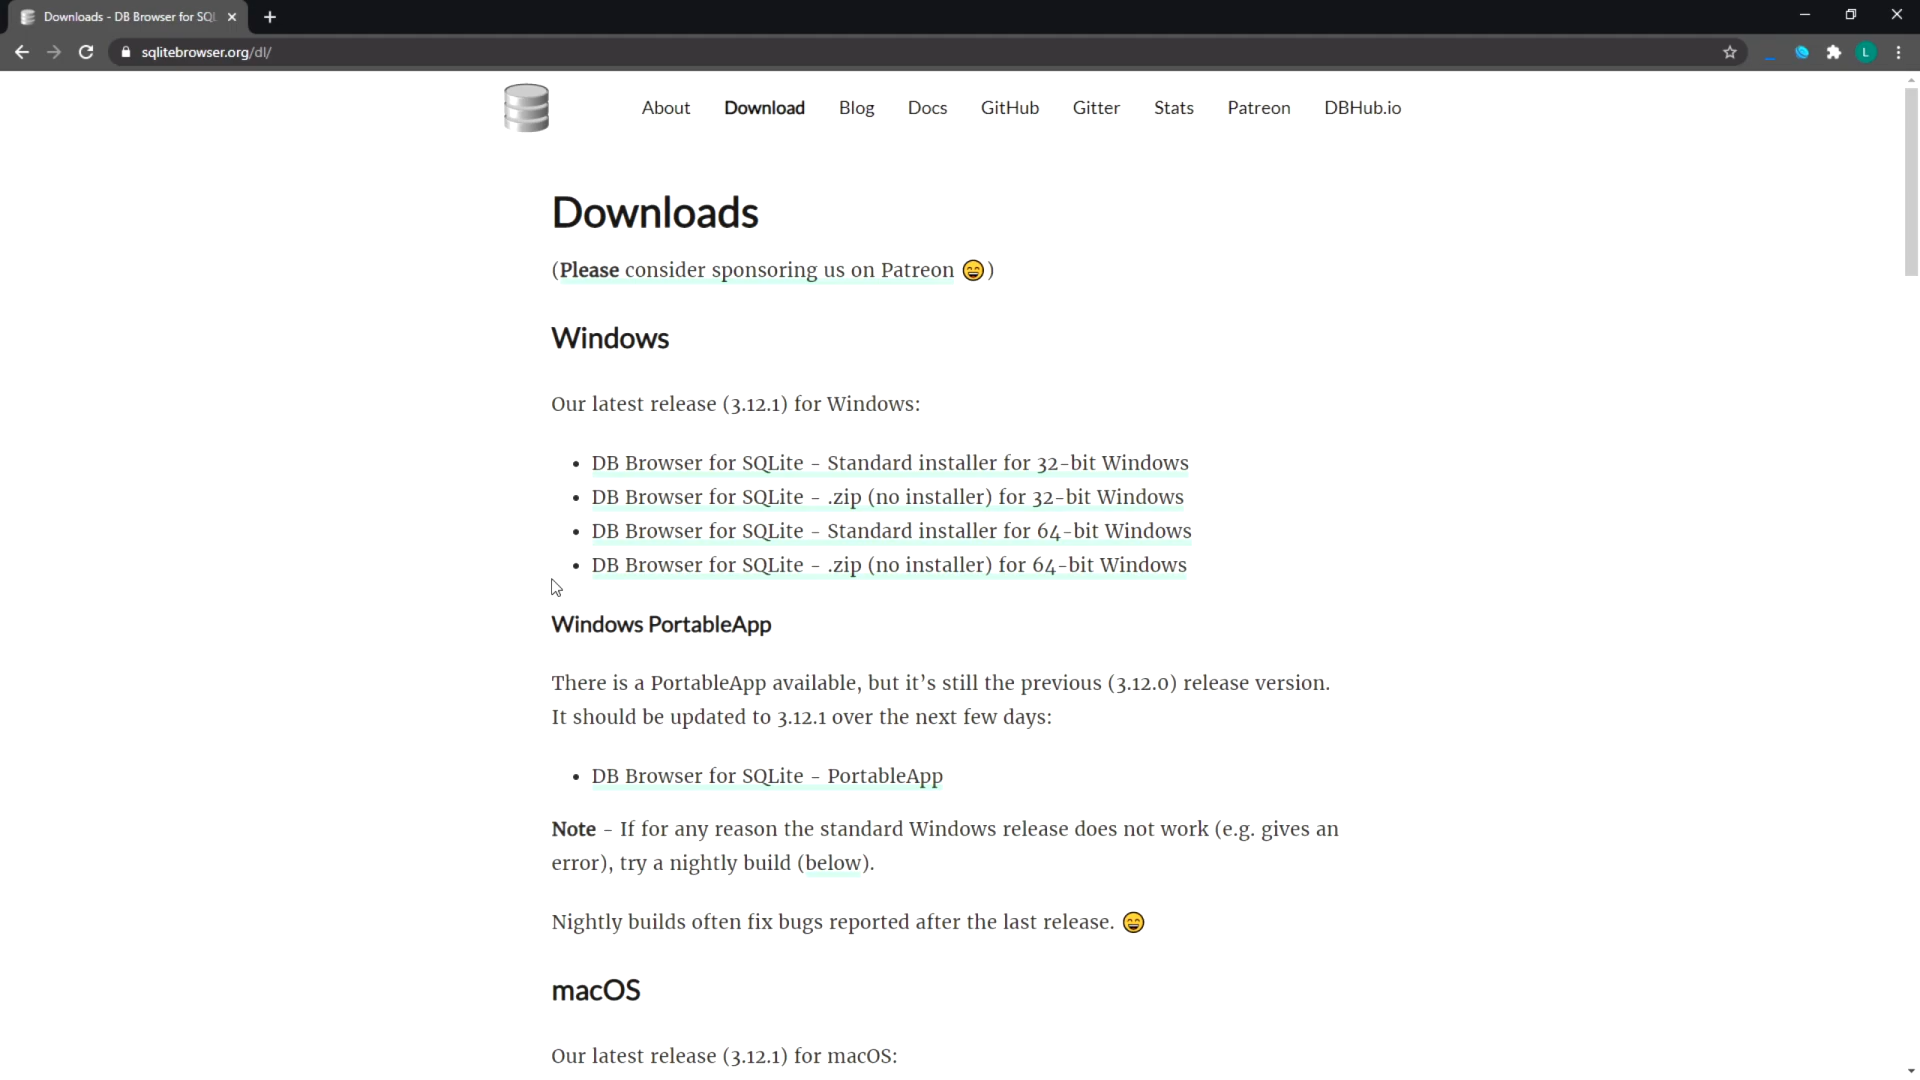 Downloads - DB Browser for SQL
sqlitebrowser.org/dl/
L
About Download Blog Docs GitHub Gitter Stats Patreon DBHub.io
Downloads
(Please consider sponsoring us on Patreon 😄)
Windows
Our latest release (3.12.1) for Windows:
• DB Browser for SQLite - Standard installer for 32-bit Windows
• DB Browser for SQLite - .zip (no installer) for 32-bit Windows
• DB Browser for SQLite - Standard installer for 64-bit Windows
• DB Browser for SQLite - .zip (no installer) for 64-bit Windows
Windows PortableApp
There is a PortableApp available, but it’s still the previous (3.12.0) release version.
It should be updated to 3.12.1 over the next few days:
• DB Browser for SQLite - PortableApp
Note - If for any reason the standard Windows release does not work (e.g. gives an
error), try a nightly build (below).
Nightly builds often fix bugs reported after the last release. 😄
macOS
Our latest release (3.12.1) for macOS: